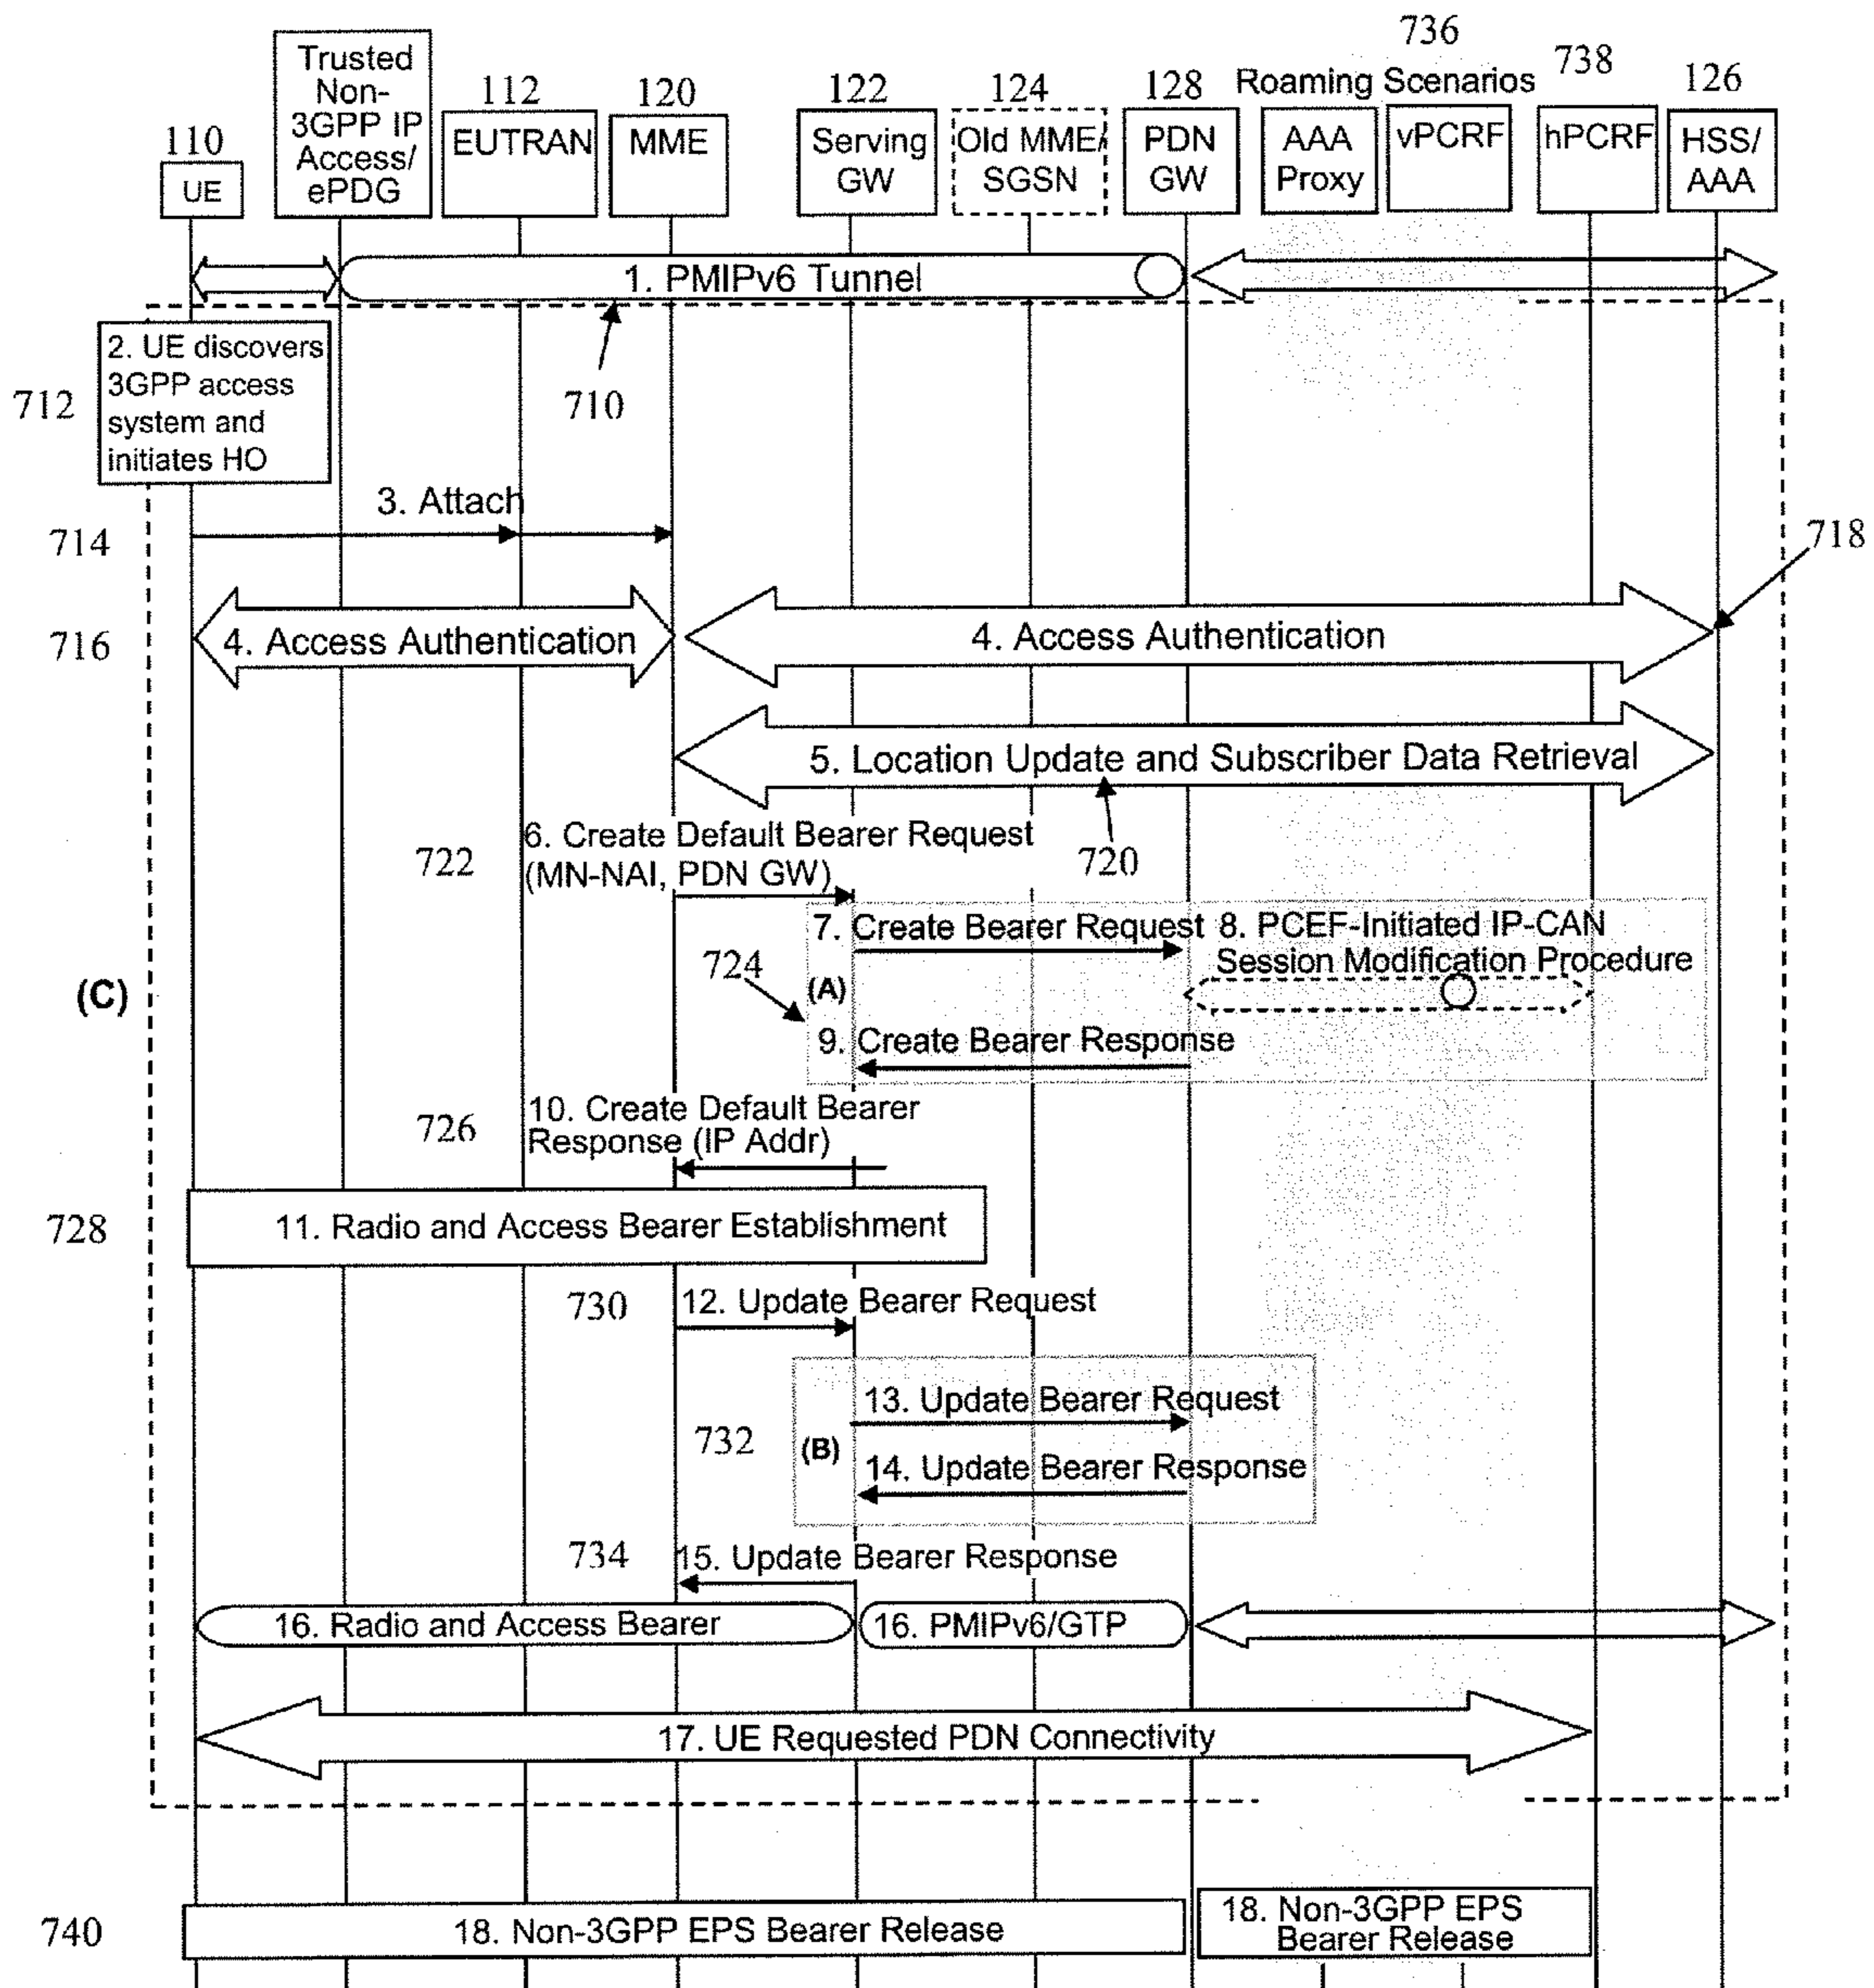 736
Roaming Scenarios
738
Trusted
Non-
3GPP IP
Access/
ePDG
110
UE
112
EUTRAN
120
MME
122
Serving
GW
124
Old MME/
SGSN
128
PDN
GW
AAA
Proxy
vPCRF
hPCRF
126
HSS/
AAA
1. PMIPv6 Tunnel
710
712
2. UE discovers
3GPP access
system and
initiates HO
3. Attach
714
718
716
4. Access Authentication
4. Access Authentication
5. Location Update and Subscriber Data Retrieval
720
722
6. Create Default Bearer Request
(MN-NAI, PDN GW)
7. Create Bearer Request
8. PCEF-Initiated IP-CAN
Session Modification Procedure
724
(A)
(C)
9. Create Bearer Response
726
10. Create Default Bearer
Response (IP Addr)
728
11. Radio and Access Bearer Establishment
730
12. Update Bearer Request
13. Update Bearer Request
732
(B)
14. Update Bearer Response
734
15. Update Bearer Response
16. Radio and Access Bearer
16. PMIPv6/GTP
17. UE Requested PDN Connectivity
740
18. Non-3GPP EPS Bearer Release
18. Non-3GPP EPS
Bearer Release